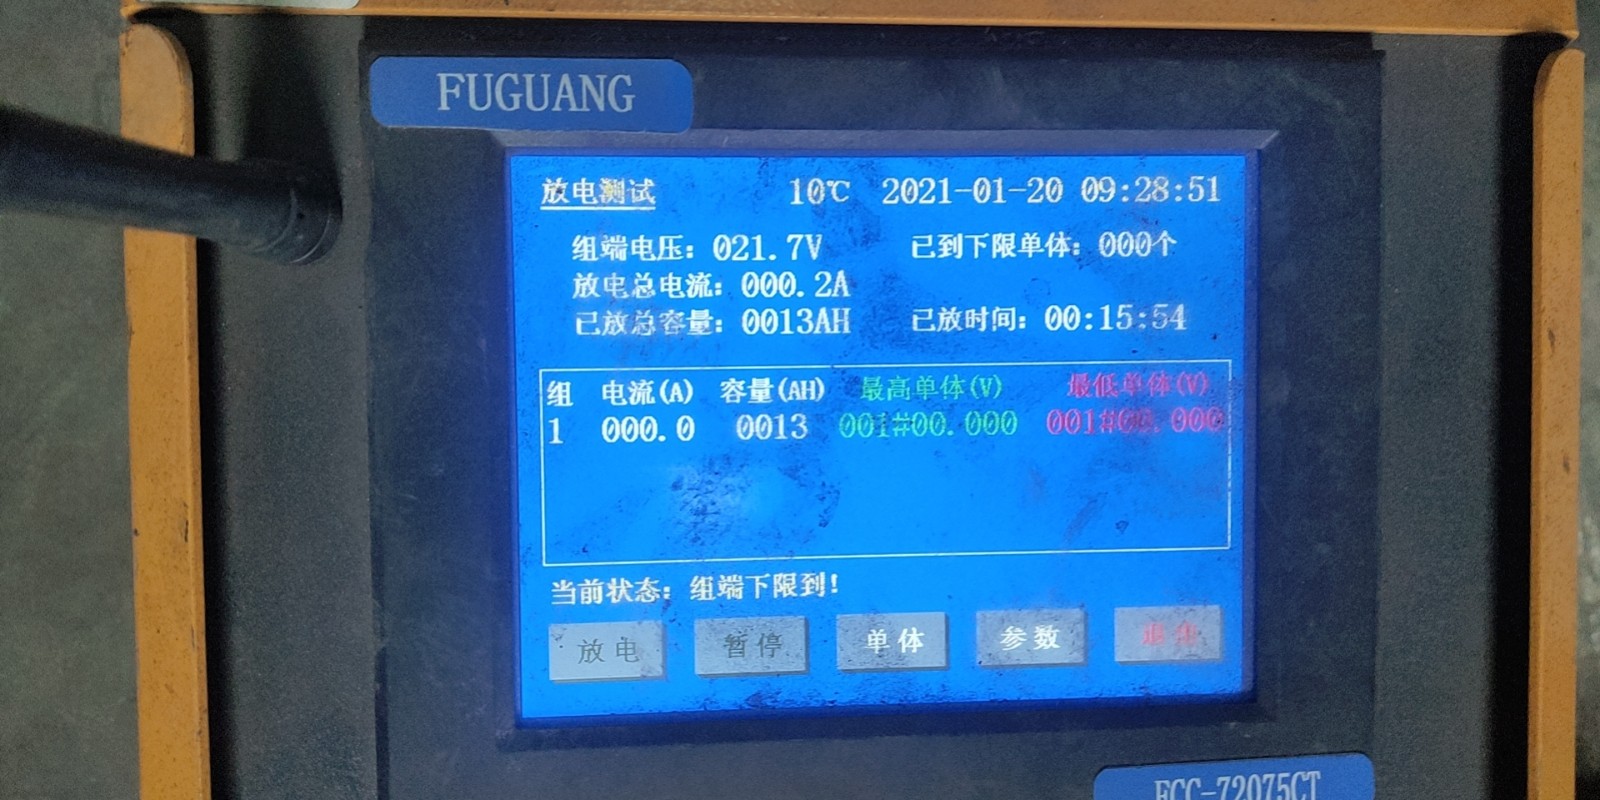 FUGUANG
放电测试 10℃ 2021-01-20 09:28:51
组端电压: 021.7V 已到下限单体: 000个
放电总电流: 000.2A
已放总容量: 0013AH 已放时间: 00:15:54
组 电流(A) 容量(AH) 最高单体(V) 最低单体(V)
1 000.0 0013 001#00.000 001#00.000
当前状态: 组端下限到!
放电 暂停 单体 参数 退出
FCC-72075CT